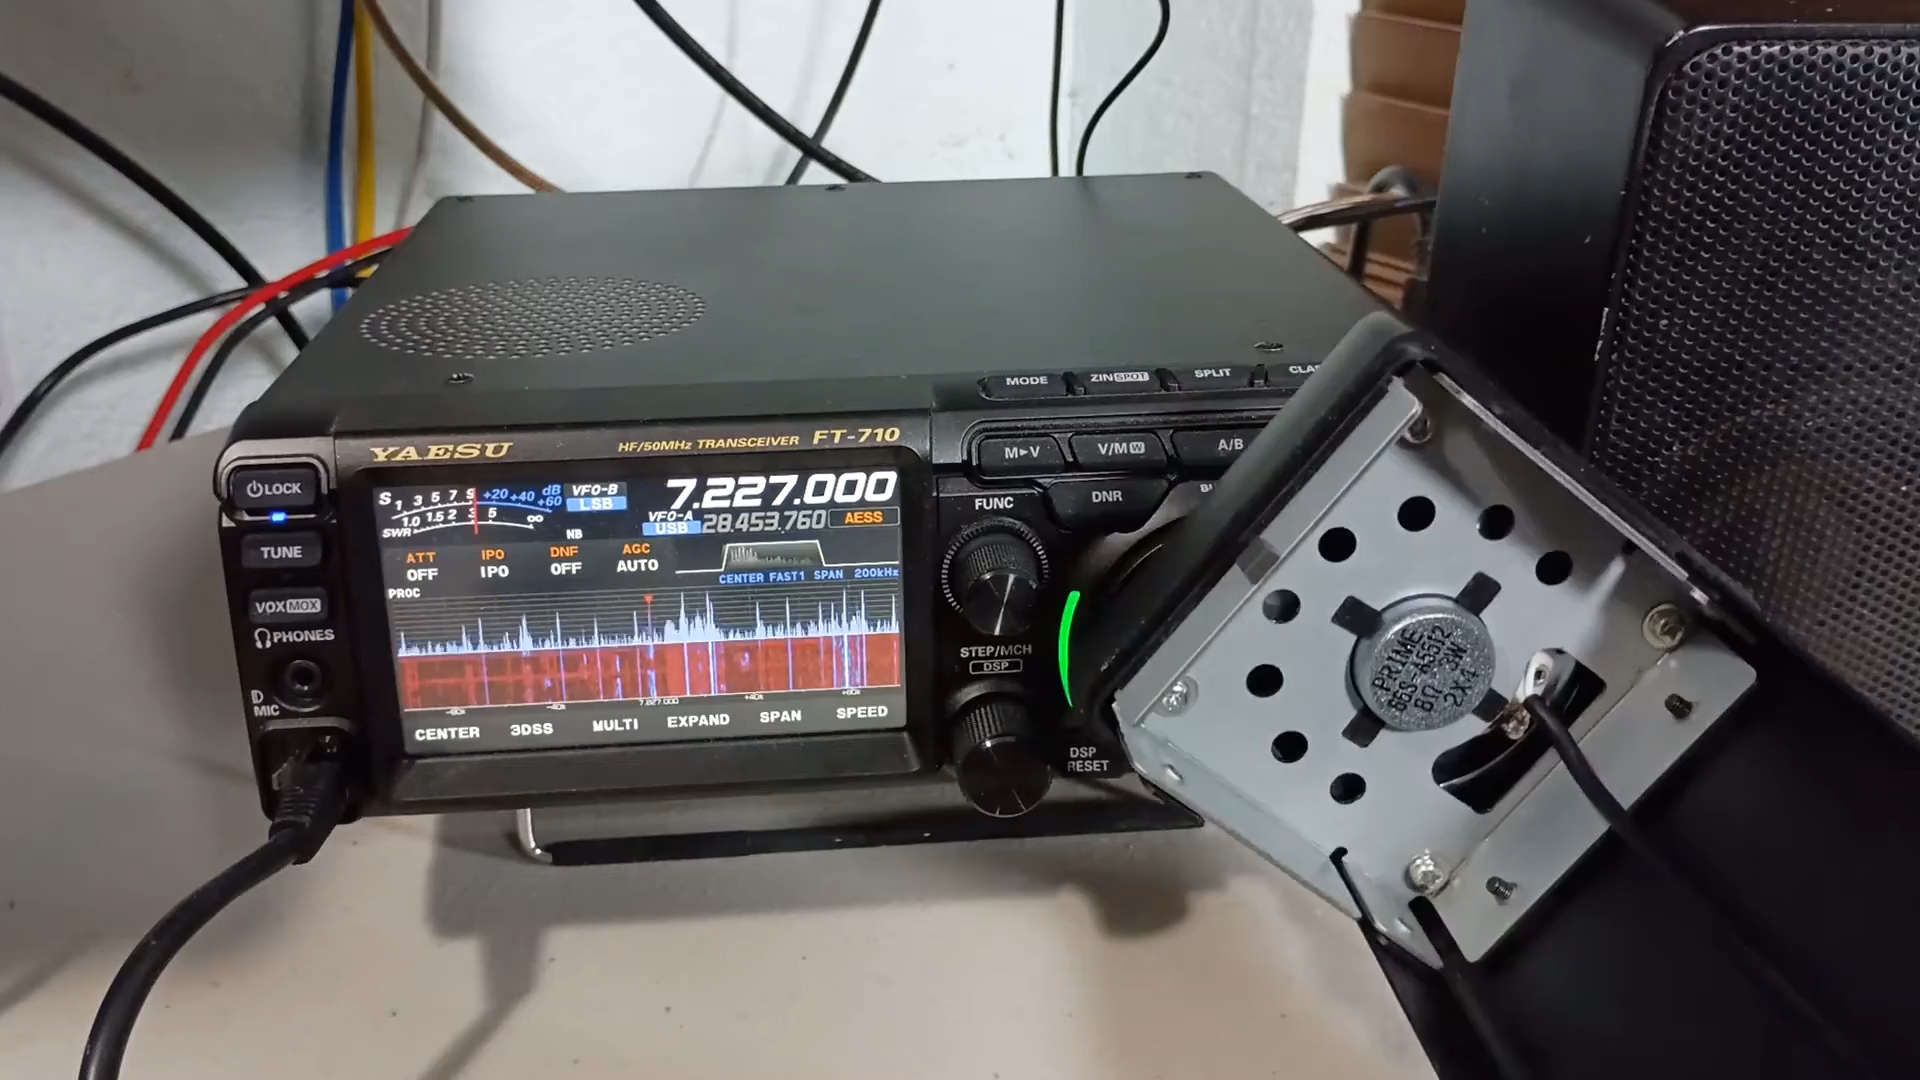 MODE ZIN SPOT SPLIT
YAESU HF/50MHz TRANSCEIVER FT-710
M►V V/M W A/B
LOCK
S 1 3 5 7 9 +20 +40 +60 dB
VFO-B
LSB
7.227.000
SWR 1.0 1.5 2 3 5 ∞
VFO-A
USB
28.453.760
AESS
NB
FUNC
DNR
TUNE
ATT IPO DNF AGC
OFF IPO OFF AUTO
CENTER FAST1 SPAN 200kHz
PROC
VOX MOX
PHONES
MIC
STEP/MCH
DSP
CENTER 3DSS MULTI EXPAND SPAN SPEED
DSP
RESET
PRIME
8Ω 3W